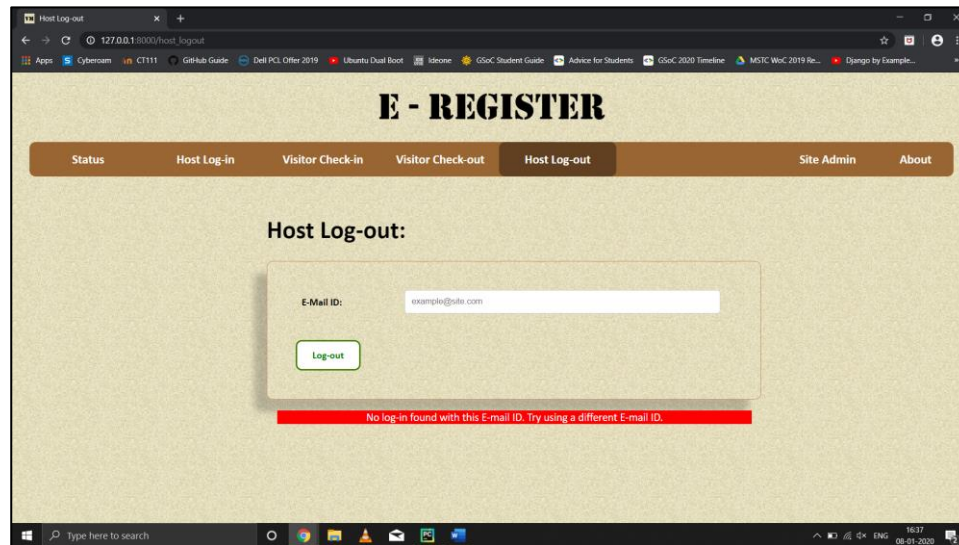 YM Host Log-out
127.0.0.1:8000/host_logout
Apps S Cyberoam in CT111 GitHub Guide Dell PCL Offer 2019 Ubuntu Dual Boot Ideone GSoC Student Guide Advice for Students GSoC 2020 Timeline MSTC WoC 2019 Re... Django by Example...
E - REGISTER
Status Host Log-in Visitor Check-in Visitor Check-out Host Log-out Site Admin About
Host Log-out:
E-Mail ID: example@site.com
Log-out
No log-in found with this E-mail ID. Try using a different E-mail ID.
Type here to search ENG 16:37
08-01-2020